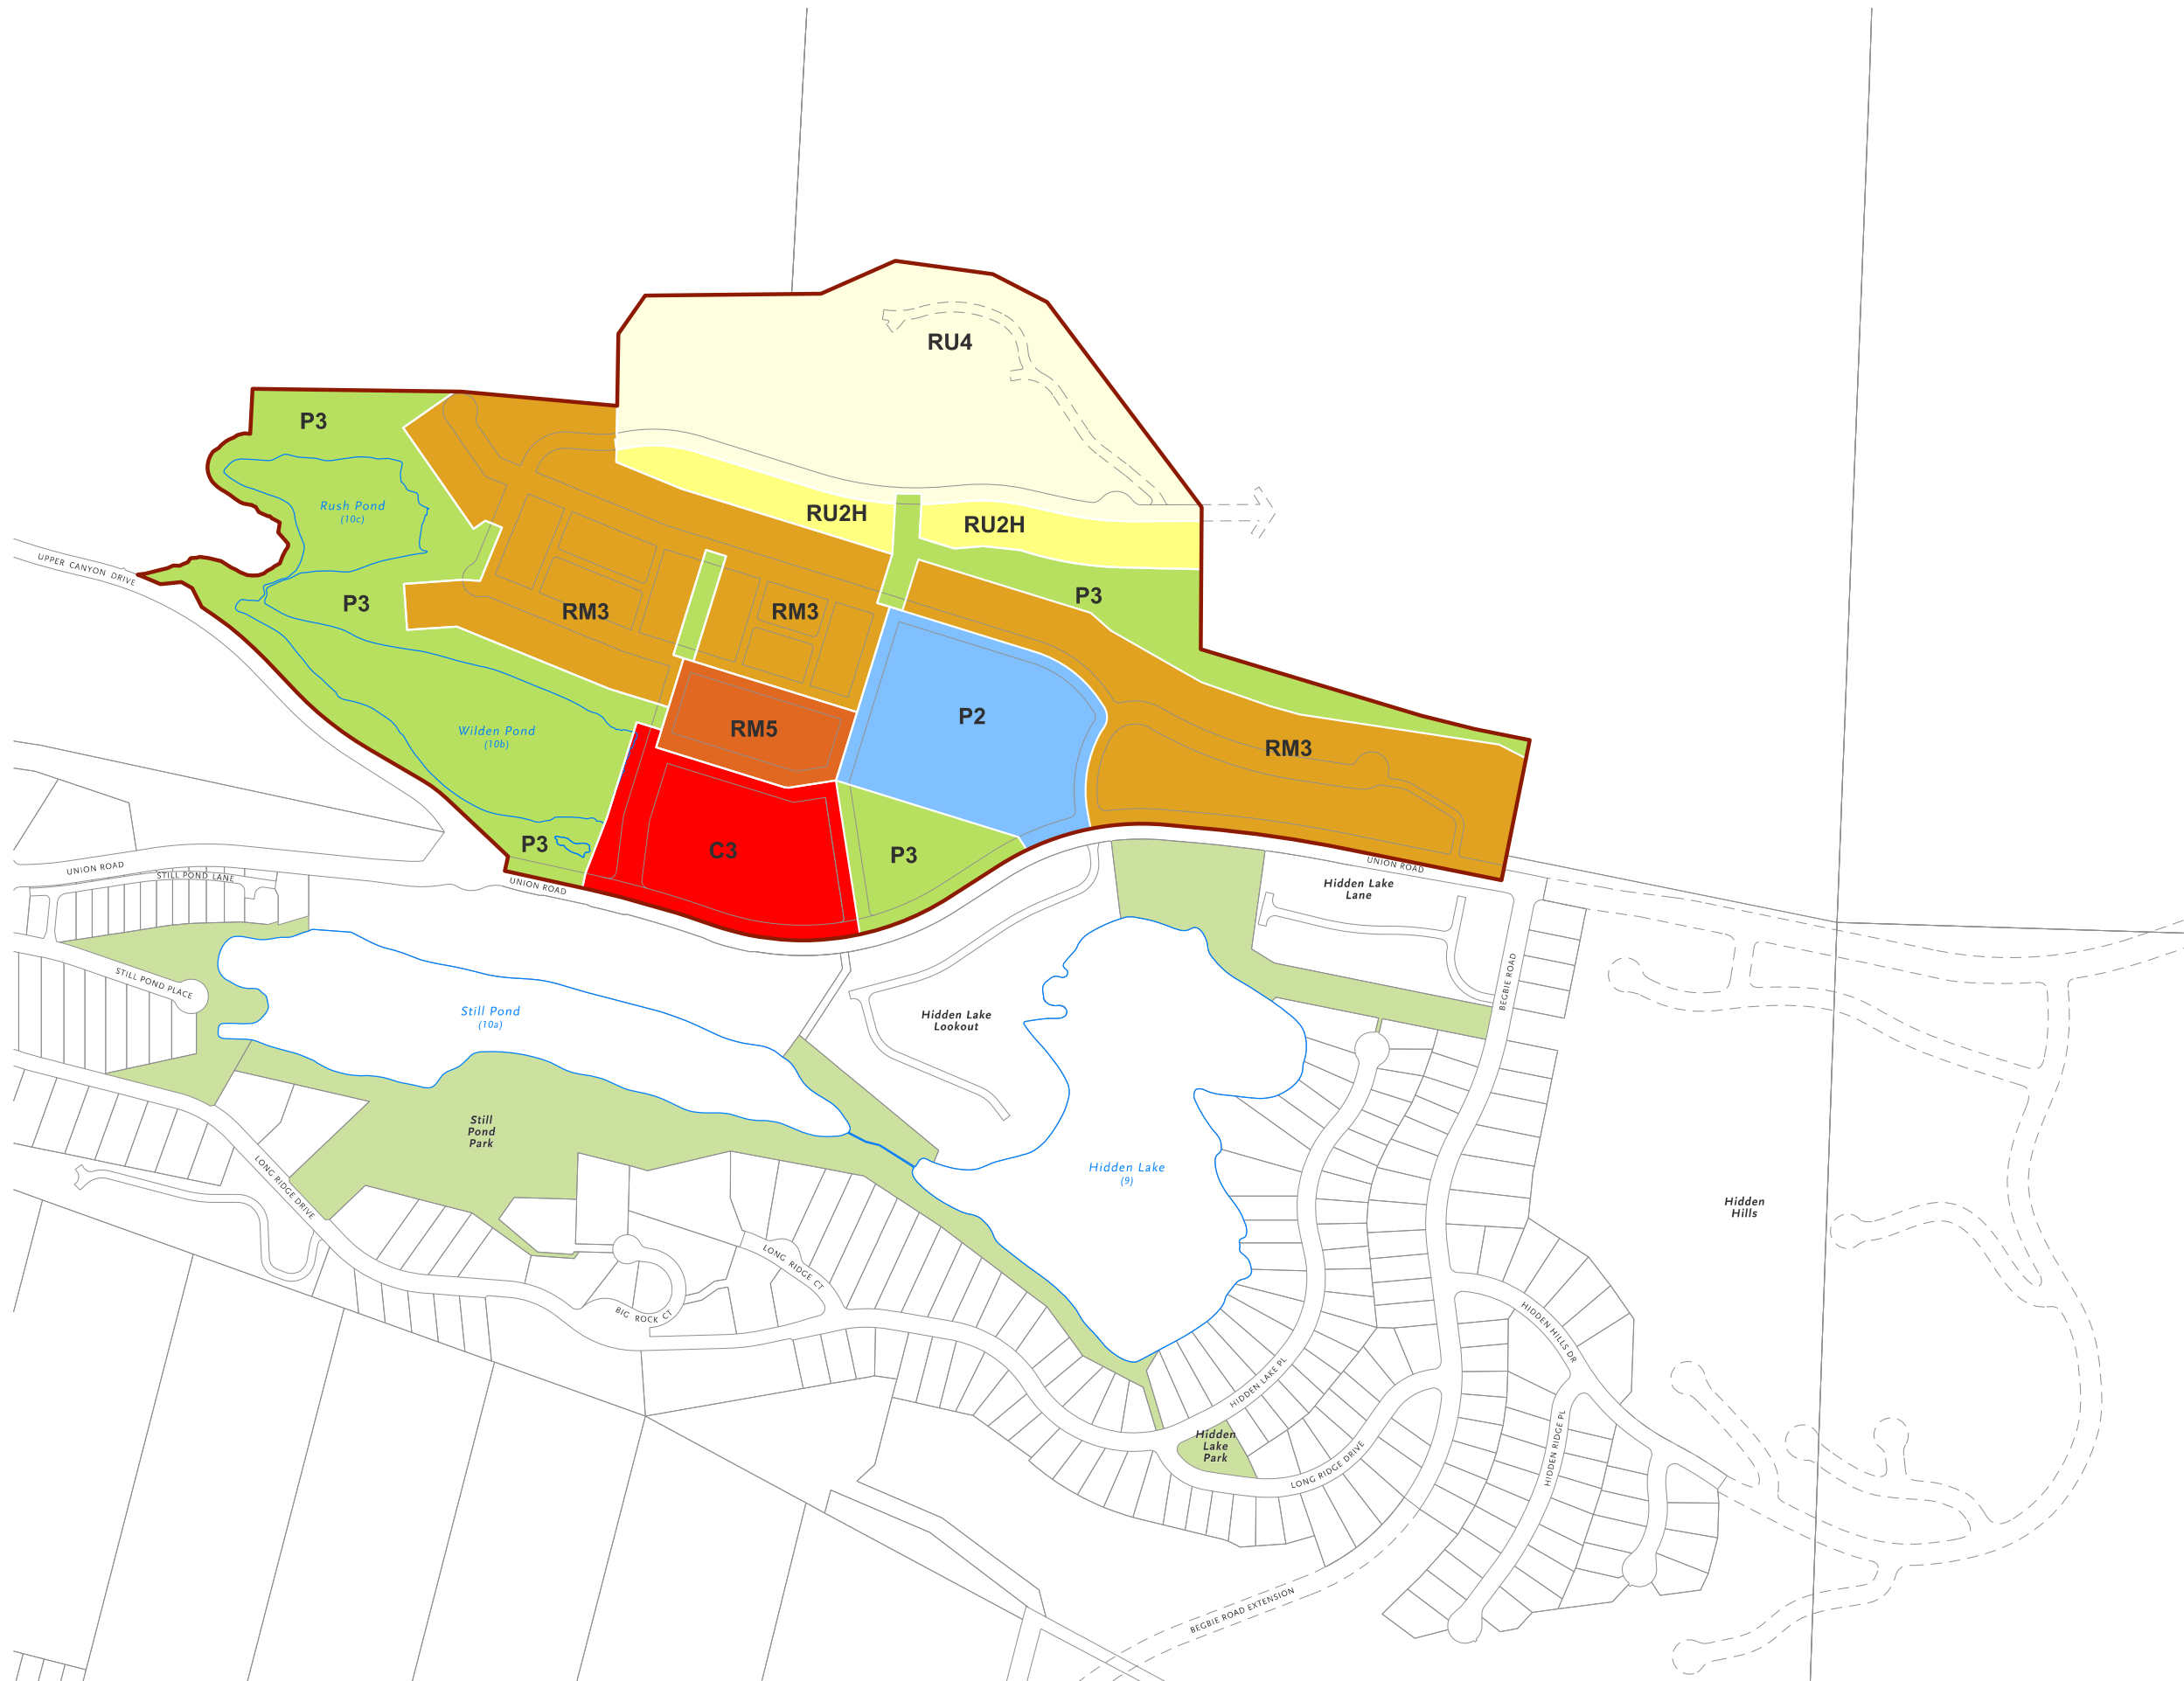 RU4
P3
RU2H
RU2H
Rush Pond
(10c)
UPPER CANYON DRIVE
P3
RM3
RM3
P3
P2
Wilden Pond
(10b)
RM5
RM3
P3
C3
P3
UNION ROAD
STILL POND LANE
UNION ROAD
UNION ROAD
Hidden Lake
Lane
STILL POND PLACE
BEGBIE ROAD
Still Pond
(10a)
Hidden Lake
Lookout
Still
Pond
Park
Hidden Lake
(9)
LONG RIDGE DRIVE
Hidden
Hills
LONG RIDGE CT
BIG ROCK CT
HIDDEN HILLS DR
HIDDEN LAKE PL
Hidden
Lake
Park
LONG RIDGE DRIVE
HIDDEN RIDGE PL
BEGBIE ROAD EXTENSION